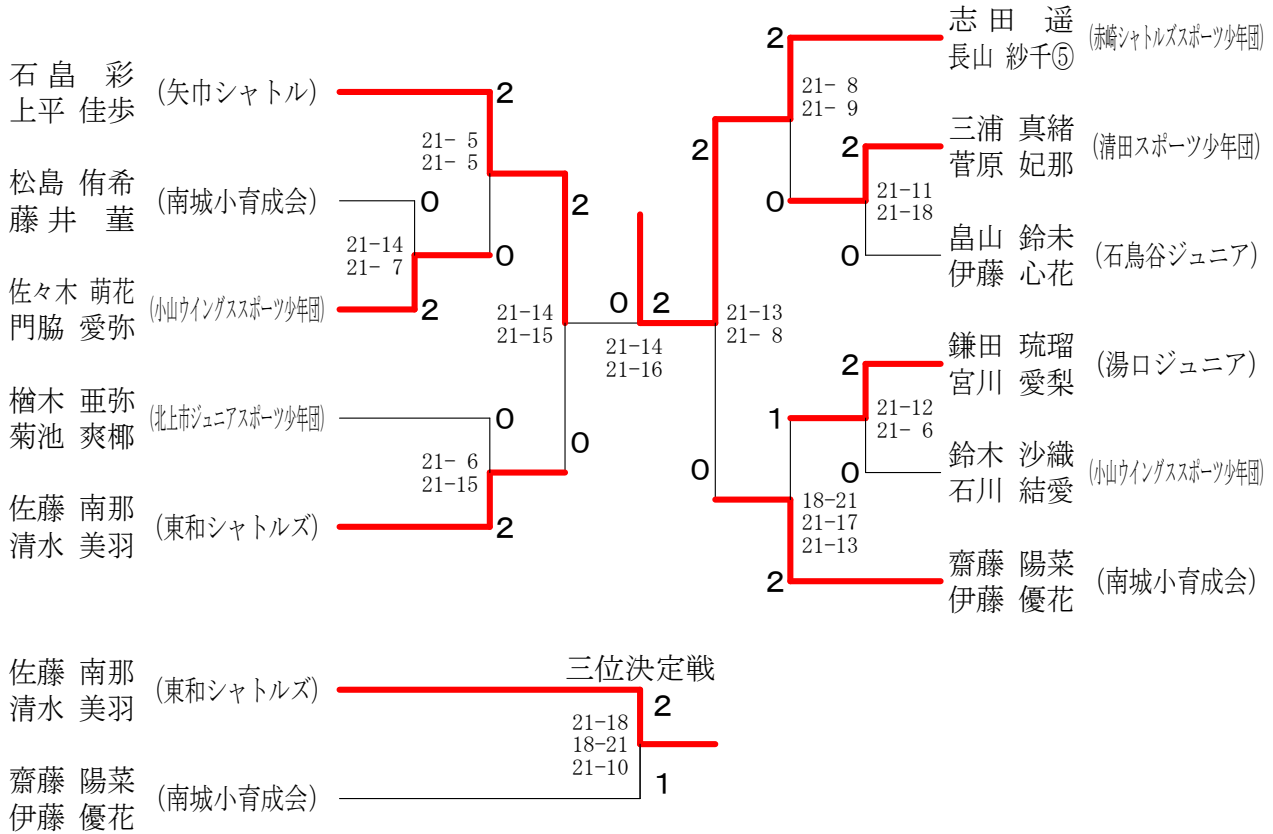 石畠 彩
上平 佳歩
(矢巾シャトル)
2
21- 5
21- 5
松島 侑希
藤井 菫
(南城小育成会)
0
21-14
21- 7
0
佐々木 萌花
門脇 愛弥
(小山ウイングススポーツ少年団)
2
2
21-14
21-15
楢木 亜弥
菊池 爽椰
(北上市ジュニアスポーツ少年団)
0
21- 6
21-15
0
佐藤 南那
清水 美羽
(東和シャトルズ)
2
0
2
21-14
21-16
志田 遥
長山 紗千⑤
(赤崎シャトルズスポーツ少年団)
2
21- 8
21- 9
2
三浦 真緒
菅原 妃那
(清田スポーツ少年団)
2
21-11
21-18
0
畠山 鈴未
伊藤 心花
(石鳥谷ジュニア)
0
21-13
21- 8
鎌田 琉瑠
宮川 愛梨
(湯口ジュニア)
2
21-12
21- 6
1
鈴木 沙織
石川 結愛
(小山ウイングススポーツ少年団)
0
0
18-21
21-17
21-13
齋藤 陽菜
伊藤 優花
(南城小育成会)
2
三位決定戦
佐藤 南那
清水 美羽
(東和シャトルズ)
2
21-18
18-21
21-10
齋藤 陽菜
伊藤 優花
(南城小育成会)
1